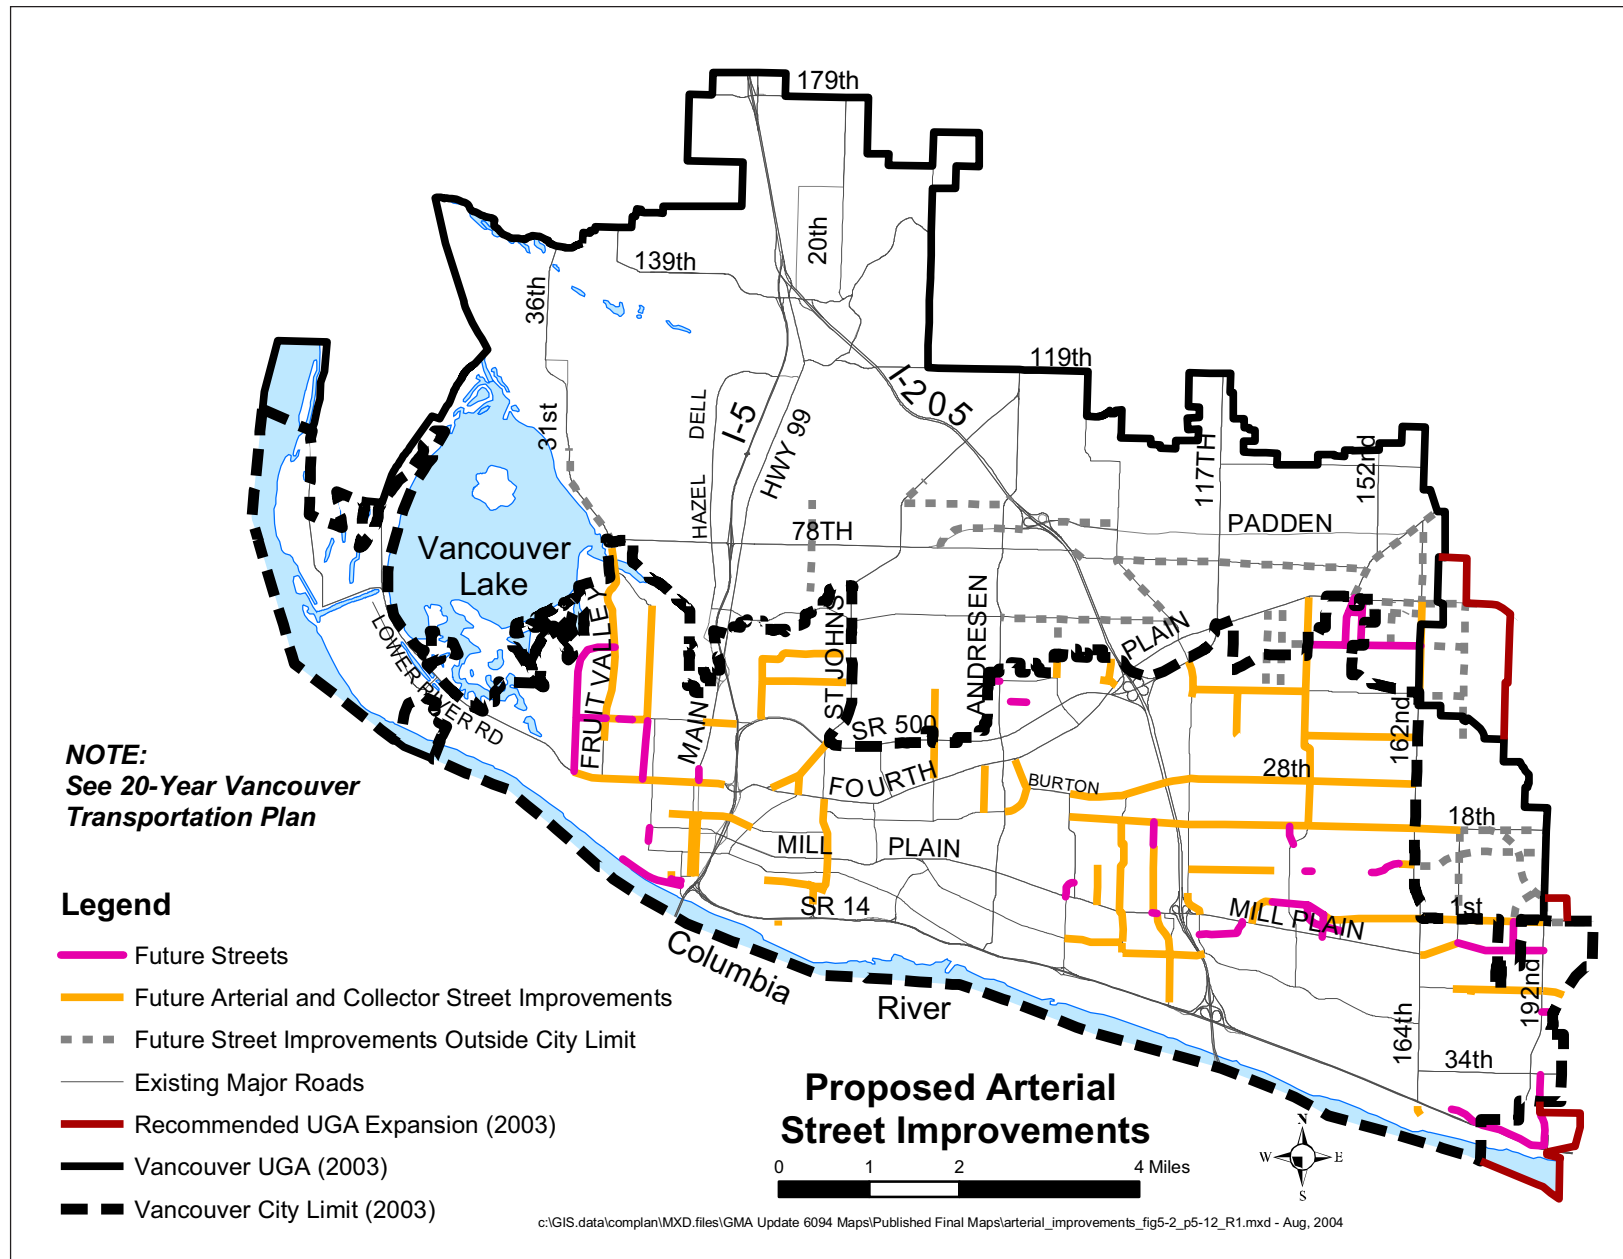 179th
20th
139th
36th
119th
I-205
31st
HAZEL DELL
I-5
HWY 99
117TH
152nd
PADDEN
78TH
Vancouver
Lake
FRUIT VALLEY
LOWER RIVER RD
MAIN
ST JOHNS
ANDRESEN
PLAIN
SR 500
FOURTH
BURTON
28th
162nd
18th
MILL
PLAIN
SR 14
MILL PLAIN
1st
192nd
164th
34th
Columbia
River
NOTE:
See 20-Year Vancouver
Transportation Plan
Legend
Future Streets
Future Arterial and Collector Street Improvements
Future Street Improvements Outside City Limit
Existing Major Roads
Recommended UGA Expansion (2003)
Vancouver UGA (2003)
Vancouver City Limit (2003)
Proposed Arterial
Street Improvements
0 1 2 4 Miles
N
W E
S
c:\GIS.data\complan\MXD.files\GMA Update 6094 Maps\Published Final Maps\arterial_improvements_fig5-2_p5-12_R1.mxd - Aug, 2004